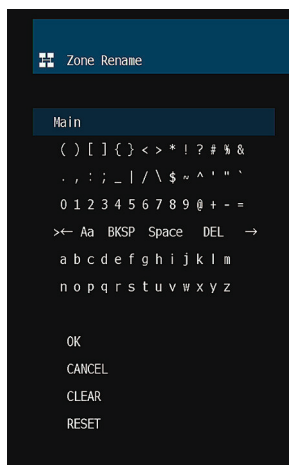 Zone Rename
Main
( ) [ ] { } < > * ! ? # % &
. , : ; _ | / \ $ ~ ^ ' " `
0 1 2 3 4 5 6 7 8 9 @ + - =
>← Aa BKSP Space DEL →
a b c d e f g h i j k l m
n o p q r s t u v w x y z
OK
CANCEL
CLEAR
RESET